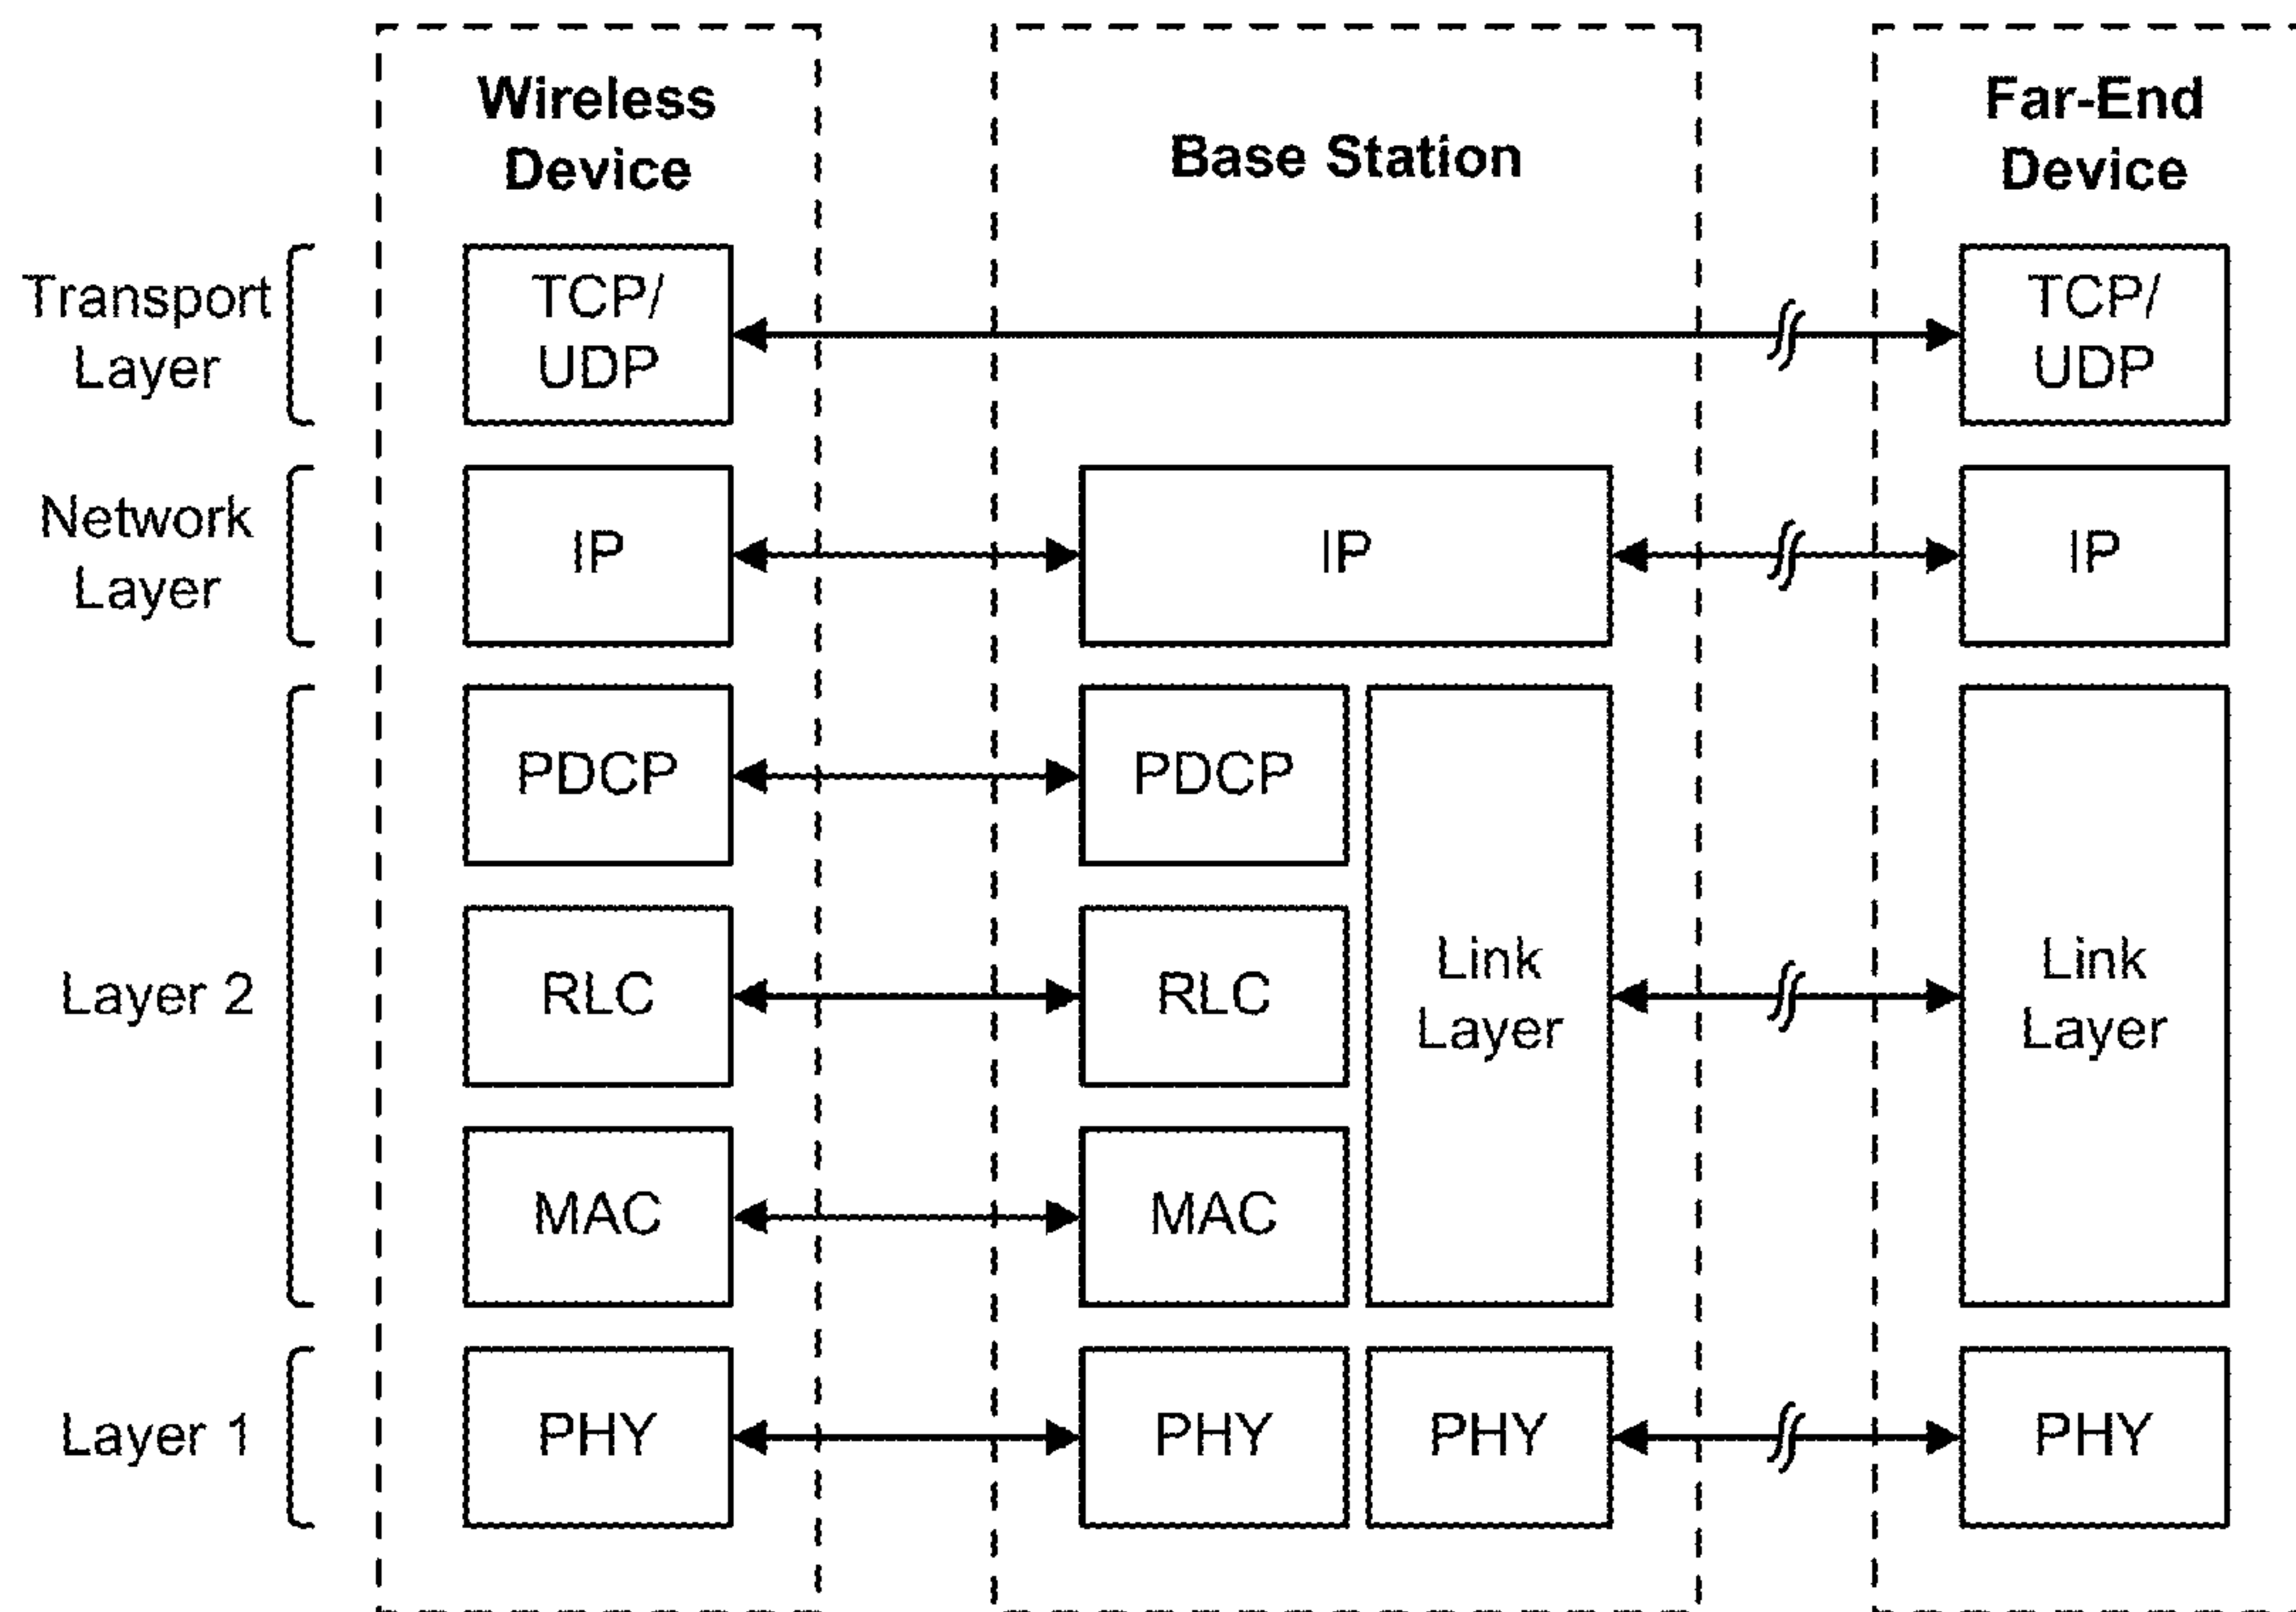 Wireless
Device
Base Station
Far-End
Device
Transport
Layer
TCP/
UDP
TCP/
UDP
Network
Layer
IP
IP
IP
Layer 2
PDCP
PDCP
RLC
RLC
Link
Layer
Link
Layer
MAC
MAC
Layer 1
PHY
PHY
PHY
PHY